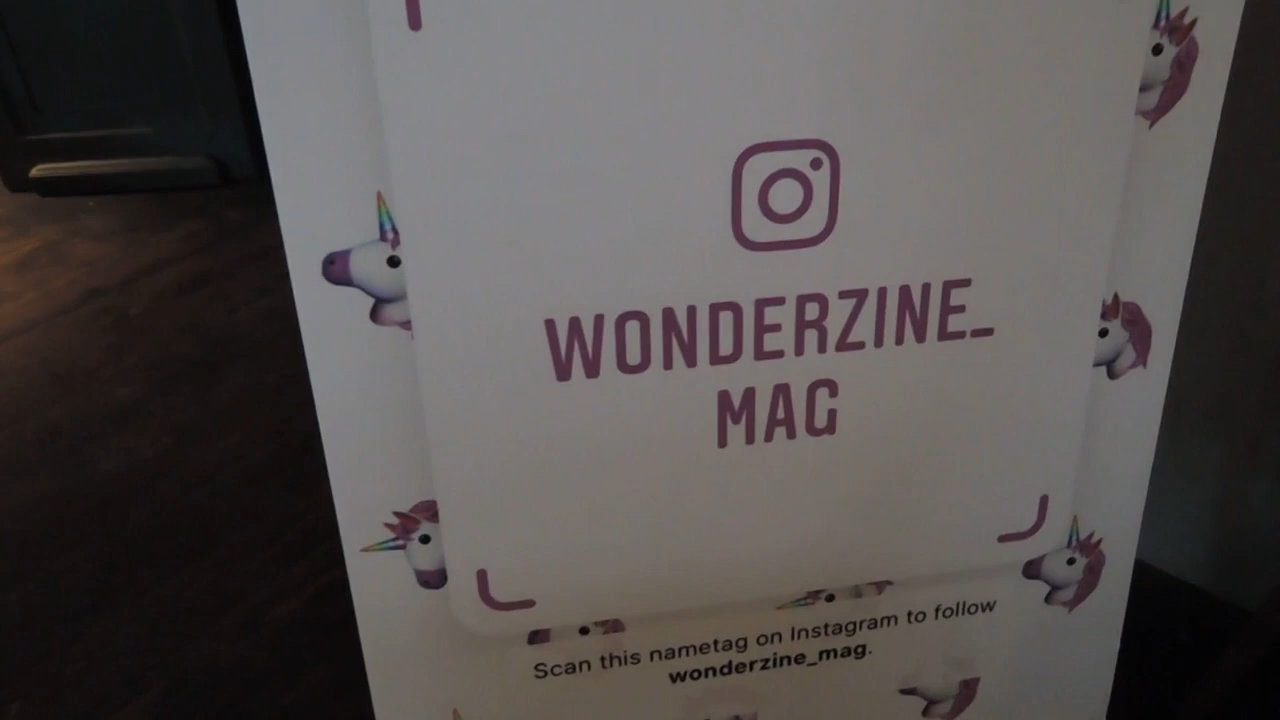 WONDERZINE_
MAG
Scan this nametag on Instagram to follow
wonderzine_mag.